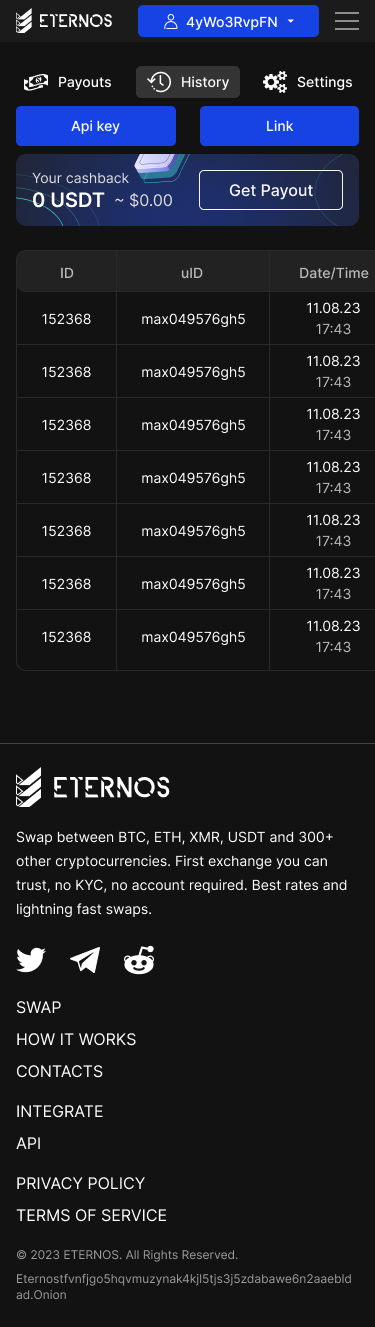 ETERNOS
4yWo3RvpFN
Payouts
History
Settings
Api key
Link
Your cashback
0 USDT ~ $0.00
Get Payout
ID uID Date/Time
152368 max049576gh5 11.08.23
17:43
152368 max049576gh5 11.08.23
17:43
152368 max049576gh5 11.08.23
17:43
152368 max049576gh5 11.08.23
17:43
152368 max049576gh5 11.08.23
17:43
152368 max049576gh5 11.08.23
17:43
152368 max049576gh5 11.08.23
17:43
ETERNOS
Swap between BTC, ETH, XMR, USDT and 300+
other cryptocurrencies. First exchange you can
trust, no KYC, no account required. Best rates and
lightning fast swaps.
SWAP
HOW IT WORKS
CONTACTS
INTEGRATE
API
PRIVACY POLICY
TERMS OF SERVICE
© 2023 ETERNOS. All Rights Reserved.
Eternostfvnfjgo5hqvmuzynak4kjl5tjs3j5zdabawe6n2aaebld
ad.Onion